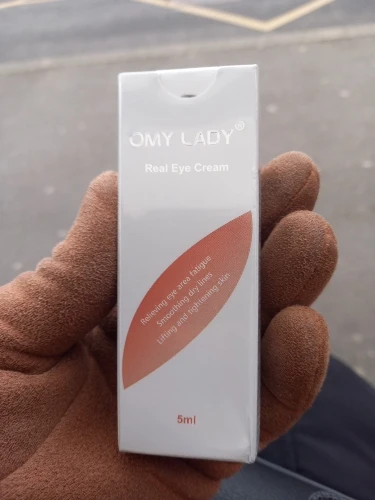 OMY LADY®
Real Eye Cream
Relieving eye area fatigue
Smoothing dry lines
Lifting and tightening skin
5ml